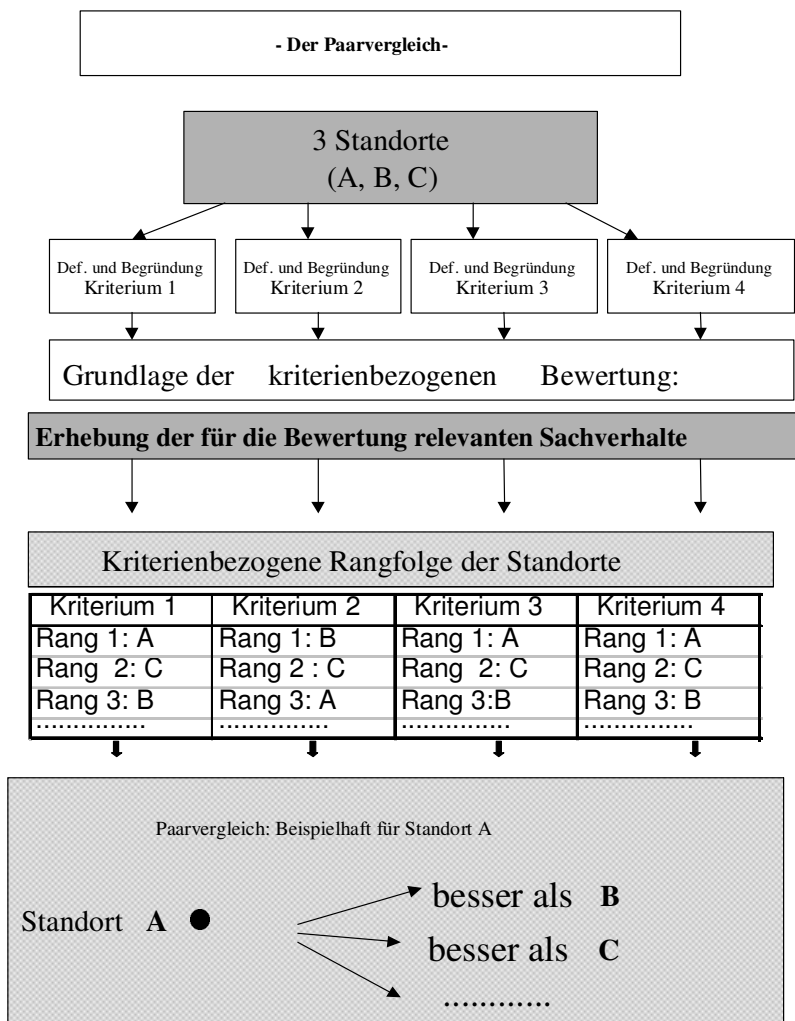 - Der Paarvergleich-
3 Standorte
(A, B, C)
Def. und Begründung
Kriterium 1
Def. und Begründung
Kriterium 2
Def. und Begründung
Kriterium 3
Def. und Begründung
Kriterium 4
Grundlage der kriterienbezogenen Bewertung:
Erhebung der für die Bewertung relevanten Sachverhalte
Kriterienbezogene Rangfolge der Standorte
Kriterium 1 Kriterium 2 Kriterium 3 Kriterium 4
Rang 1: A Rang 1: B Rang 1: A Rang 1: A
Rang 2: C Rang 2 : C Rang 2: C Rang 2: C
Rang 3: B Rang 3: A Rang 3:B Rang 3: B
............... ............... ............... ...............
Paarvergleich: Beispielhaft für Standort A
besser als B
Standort A
besser als C
............